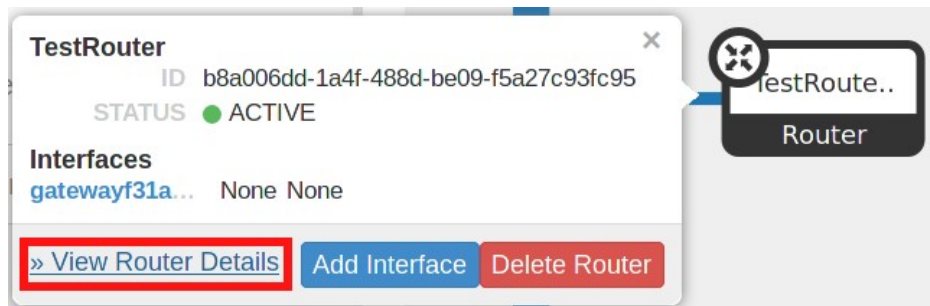 TestRouter
×
ID b8a006dd-1a4f-488d-be09-f5a27c93fc95
STATUS ACTIVE
Interfaces
gatewayf31a... None None
» View Router Details
Add Interface
Delete Router
TestRoute..
Router